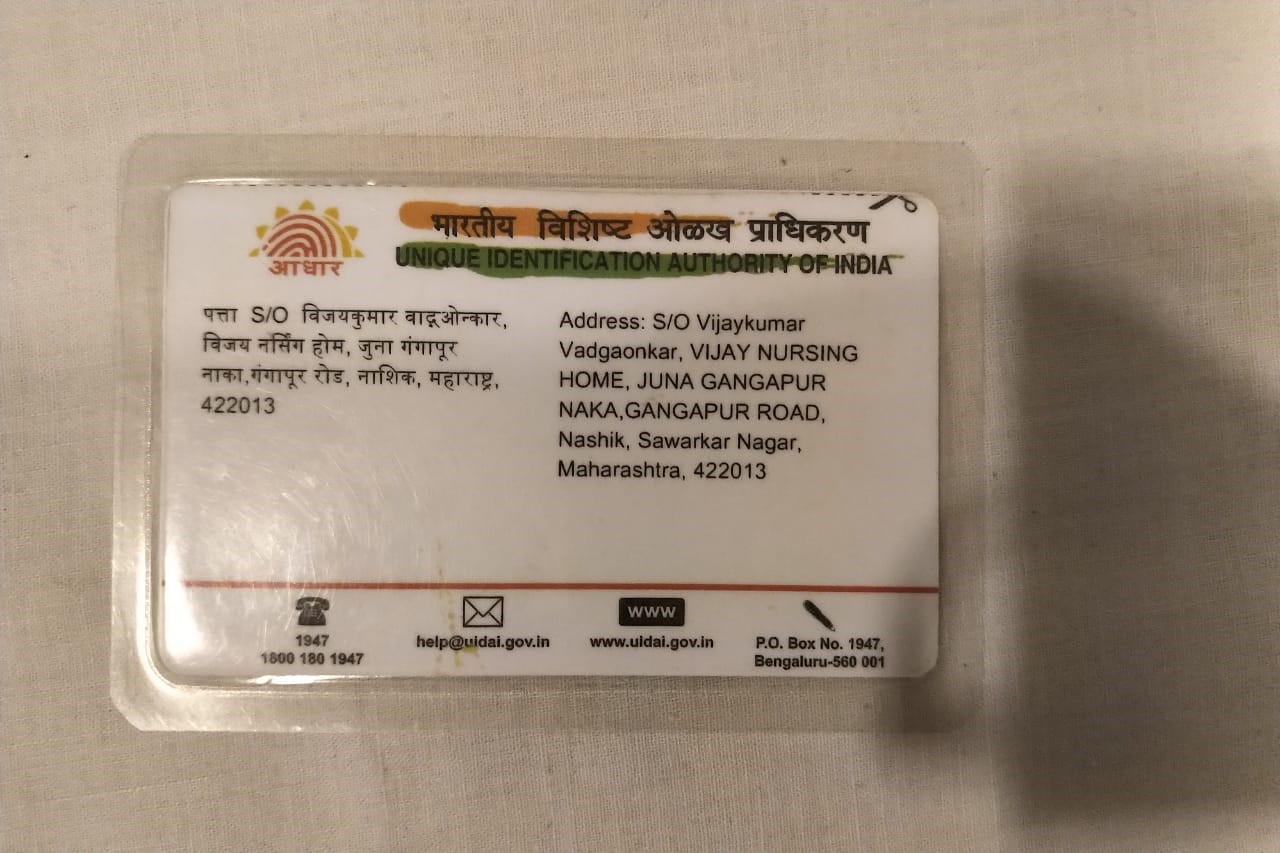 आधार
भारतीय विशिष्ट ओळख प्राधिकरण
UNIQUE IDENTIFICATION AUTHORITY OF INDIA
पत्ता S/O विजयकुमार वादूओन्कार,
विजय नर्सिंग होम, जुना गंगापूर
नाका,गंगापूर रोड, नाशिक, महाराष्ट्र,
422013
Address: S/O Vijaykumar
Vadgaonkar, VIJAY NURSING
HOME, JUNA GANGAPUR
NAKA,GANGAPUR ROAD,
Nashik, Sawarkar Nagar,
Maharashtra, 422013
1947
1800 180 1947
help@uidai.gov.in
www
www.uidai.gov.in
P.O. Box No. 1947,
Bengaluru-560 001